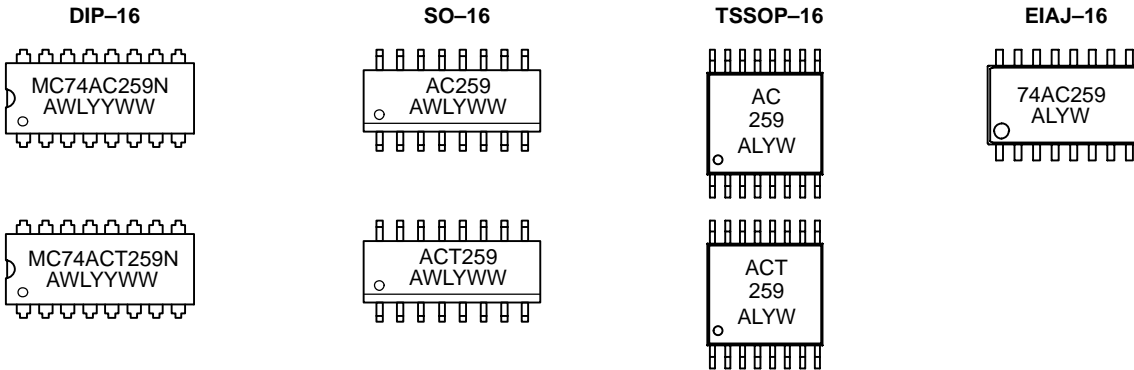 DIP–16
SO–16
TSSOP–16
EIAJ–16
MC74AC259N
AWLYYWW
AC259
AWLYWW
AC
259
ALYW
74AC259
ALYW
MC74ACT259N
AWLYYWW
ACT259
AWLYWW
ACT
259
ALYW